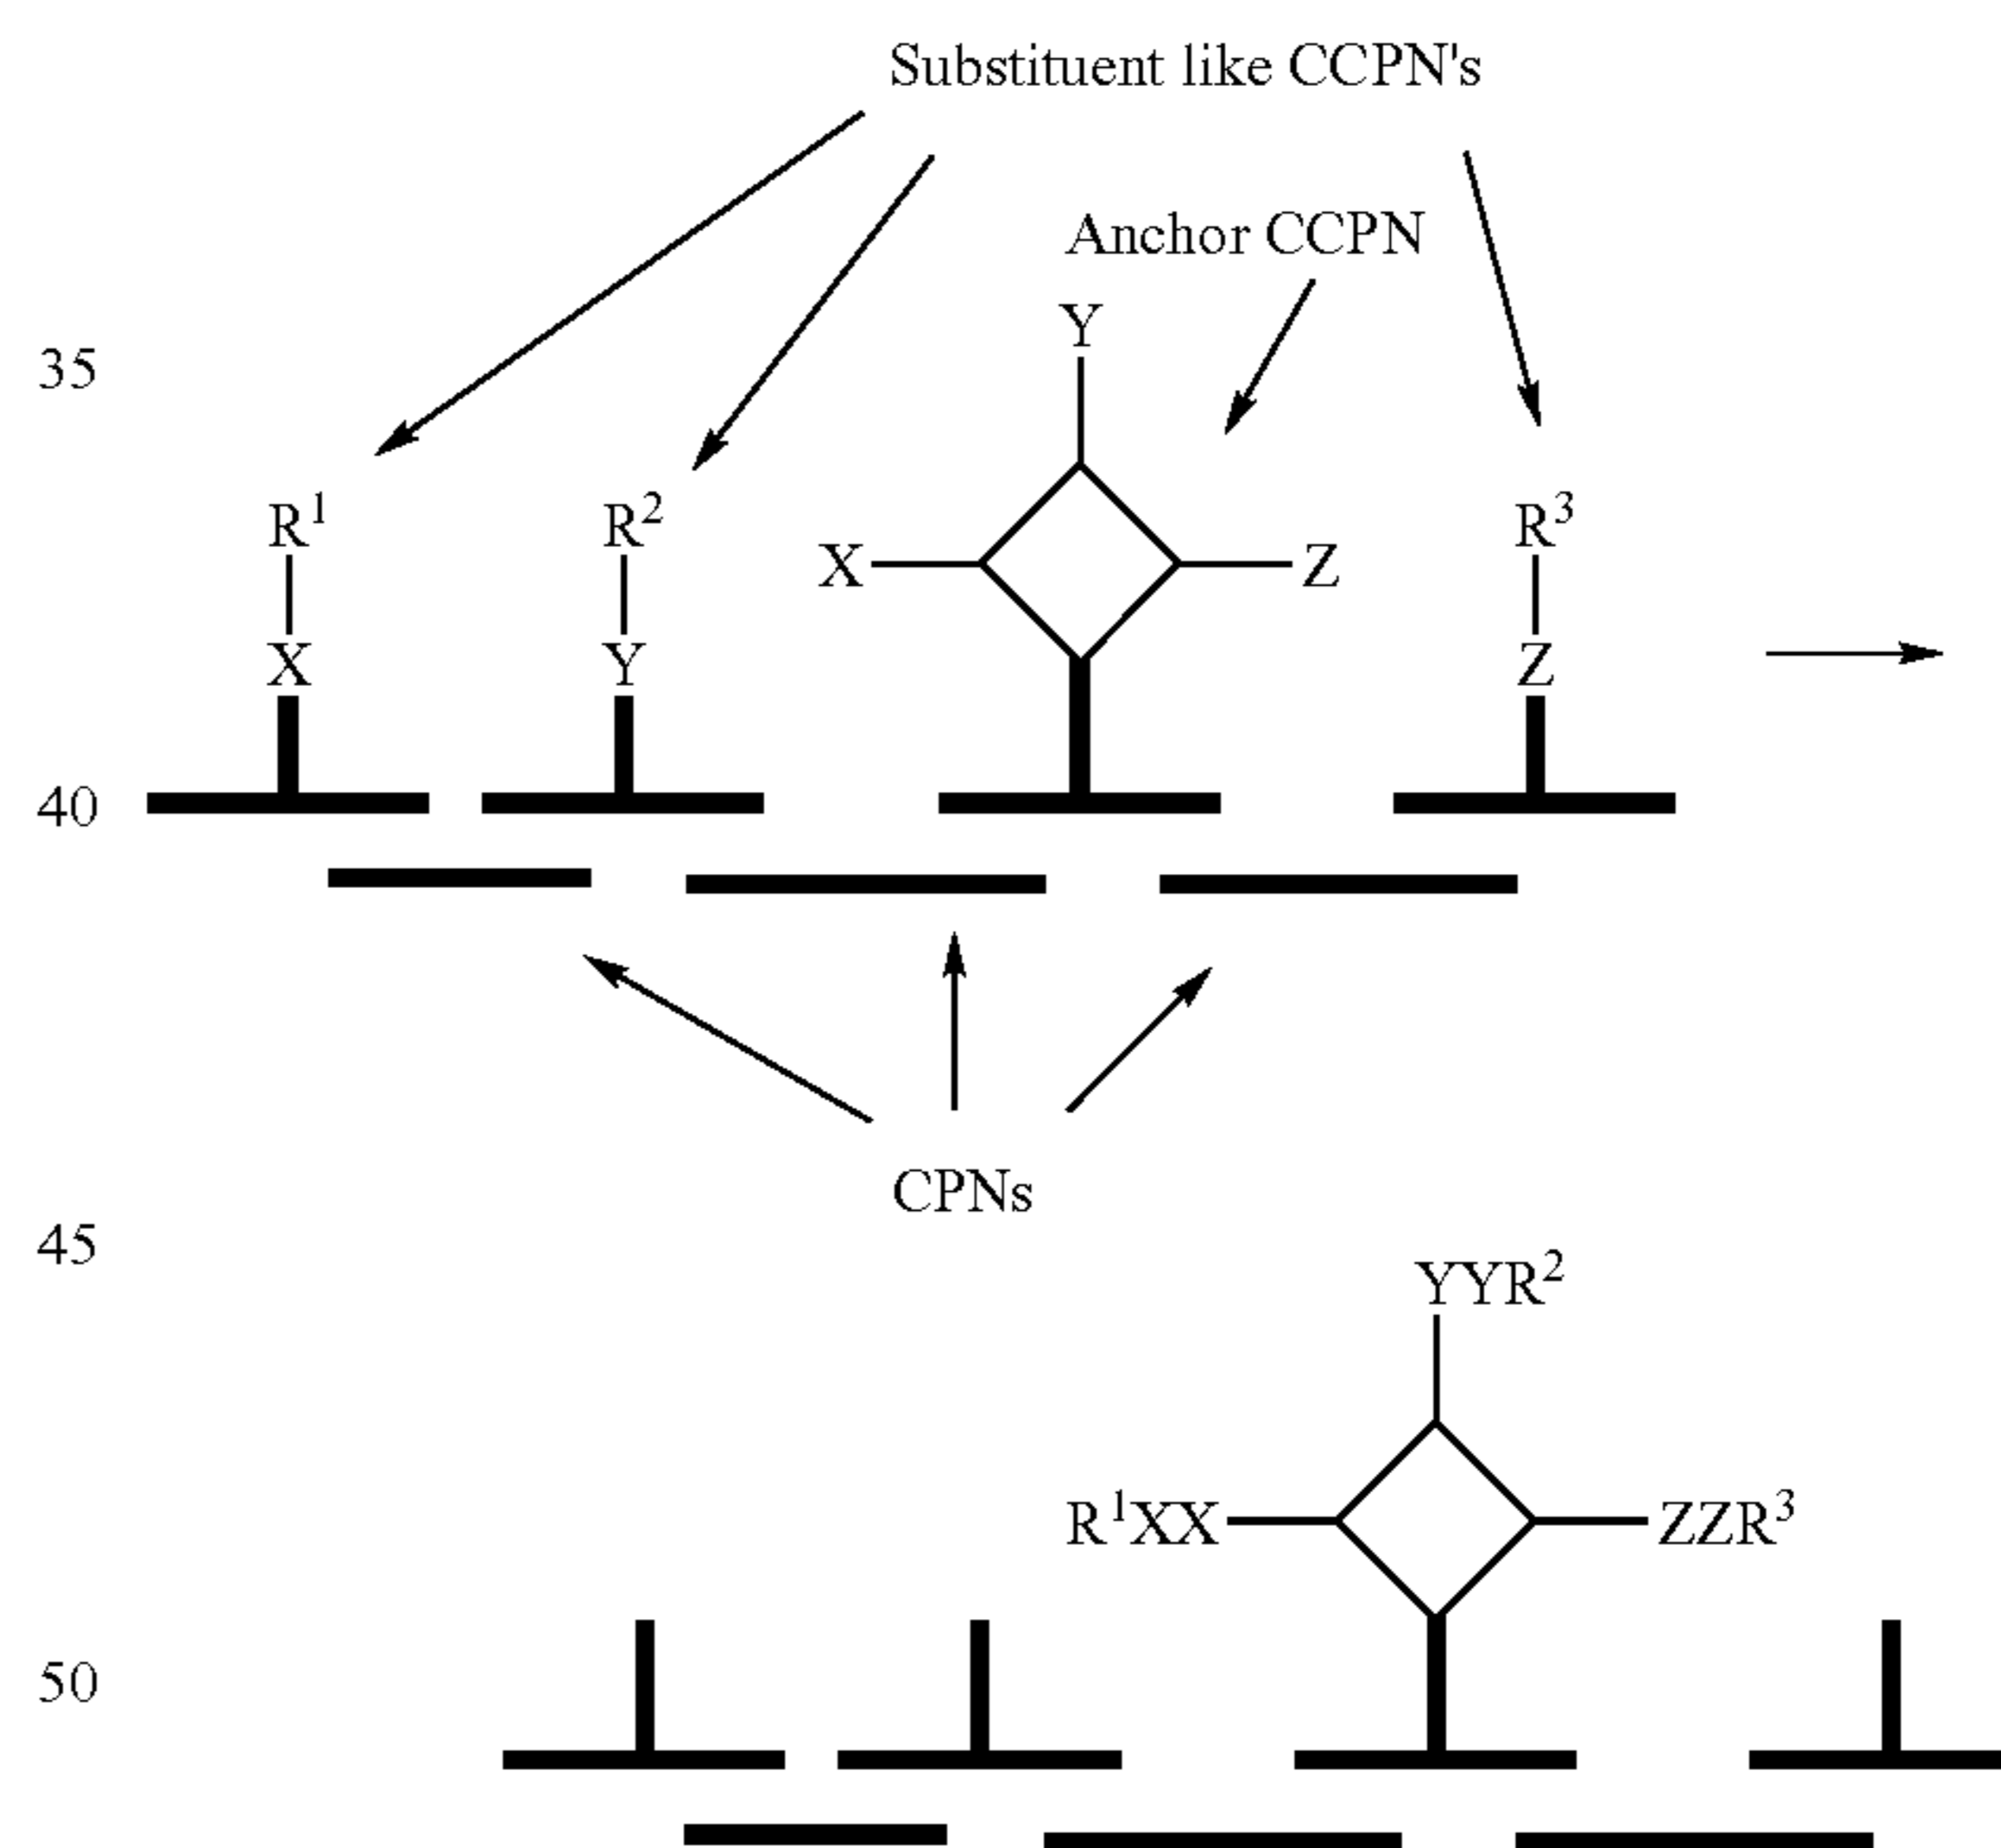 Substituent like CCPN's
Anchor CCPN
Y
35
R¹ R² R³
X Z
X Y Z
40
CPNs
45
YYR²
R¹XX ZZR³
50